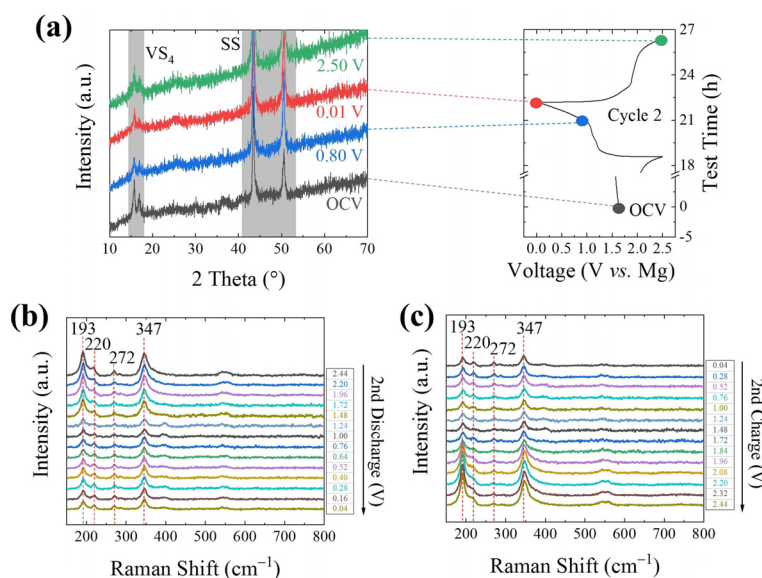 (a)
VS4
SS
2.50 V
0.01 V
0.80 V
OCV
Intensity (a.u.)
10 20 30 40 50 60 70
2 Theta (°)
Cycle 2
OCV
27
24
21
18
0
-5
Test Time (h)
0.0 1.0 2.0 2.5
Voltage (V vs. Mg)
(b)
193
220
272
347
Intensity (a.u.)
2.44
2.20
1.96
1.72
1.48
1.24
1.00
0.76
0.64
0.52
0.40
0.28
0.16
0.04
2nd Discharge (V)
200 300 400 500 600 700 800
Raman Shift (cm−1)
(c)
193
220
272
347
Intensity (a.u.)
0.04
0.28
0.52
0.76
1.00
1.24
1.48
1.72
1.84
1.96
2.08
2.20
2.32
2.44
2nd Charge (V)
200 300 400 500 600 700 800
Raman Shift (cm−1)